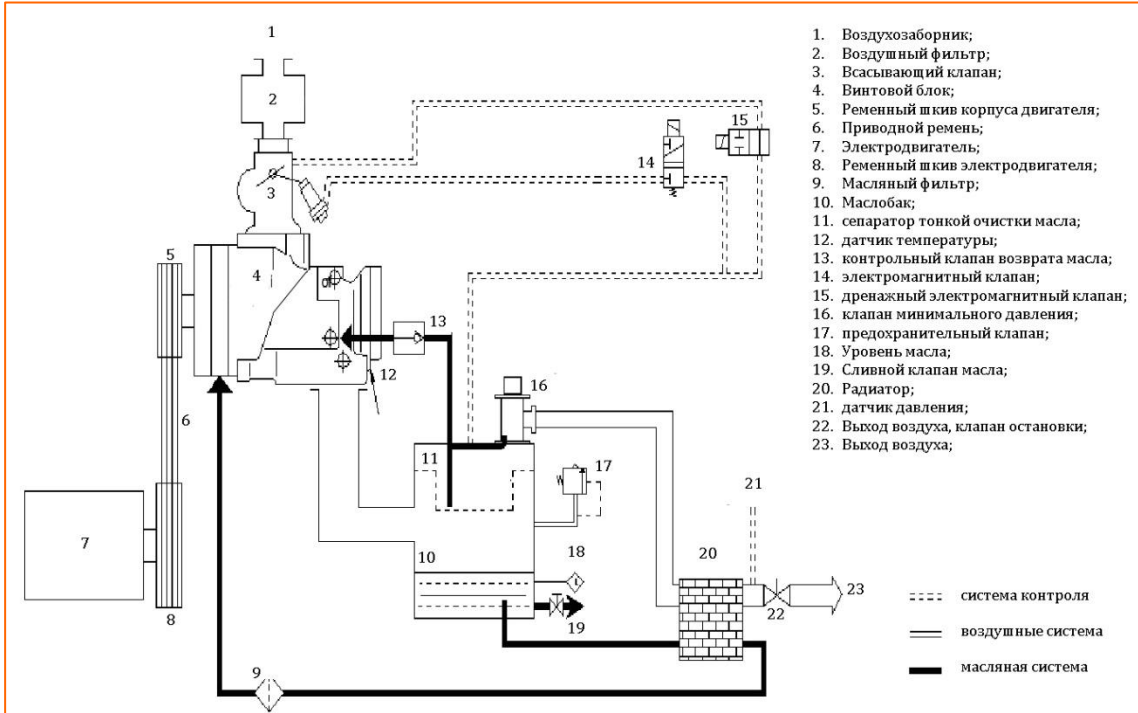 1
2
3
4
5
6
7
8
9
10
11
12
13
14
15
16
17
18
19
20
21
22
23
1. Воздухозаборник;
2. Воздушный фильтр;
3. Всасывающий клапан;
4. Винтовой блок;
5. Ременный шкив корпуса двигателя;
6. Приводной ремень;
7. Электродвигатель;
8. Ременный шкив электродвигателя;
9. Масляный фильтр;
10. Маслобак;
11. сепаратор тонкой очистки масла;
12. датчик температуры;
13. контрольный клапан возврата масла;
14. электромагнитный клапан;
15. дренажный электромагнитный клапан;
16. клапан минимального давления;
17. предохранительный клапан;
18. Уровень масла;
19. Сливной клапан масла;
20. Радиатор;
21. датчик давления;
22. Выход воздуха, клапан остановки;
23. Выход воздуха;
система контроля
воздушные система
масляная система